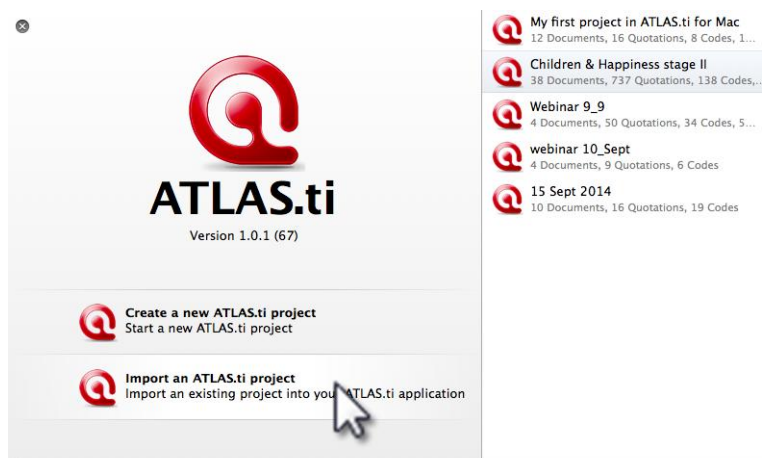 ATLAS.ti
Version 1.0.1 (67)
Create a new ATLAS.ti project
Start a new ATLAS.ti project
Import an ATLAS.ti project
Import an existing project into your ATLAS.ti application
My first project in ATLAS.ti for Mac
12 Documents, 16 Quotations, 8 Codes, 1...
Children & Happiness stage II
38 Documents, 737 Quotations, 138 Codes,...
Webinar 9_9
4 Documents, 50 Quotations, 34 Codes, 5...
webinar 10_Sept
4 Documents, 9 Quotations, 6 Codes
15 Sept 2014
10 Documents, 16 Quotations, 19 Codes